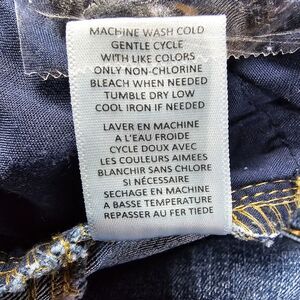 MACHINE WASH COLD
GENTLE CYCLE
WITH LIKE COLORS
ONLY NON-CHLORINE
BLEACH WHEN NEEDED
TUMBLE DRY LOW
COOL IRON IF NEEDED
LAVER EN MACHINE
A L'EAU FROIDE
CYCLE DOUX AVEC
LES COULEURS AIMEES
BLANCHIR SANS CHLORE
SI NÉCESSAIRE
SECHAGE EN MACHINE
A BASSE TEMPERATURE
REPASSER AU FER TIEDE